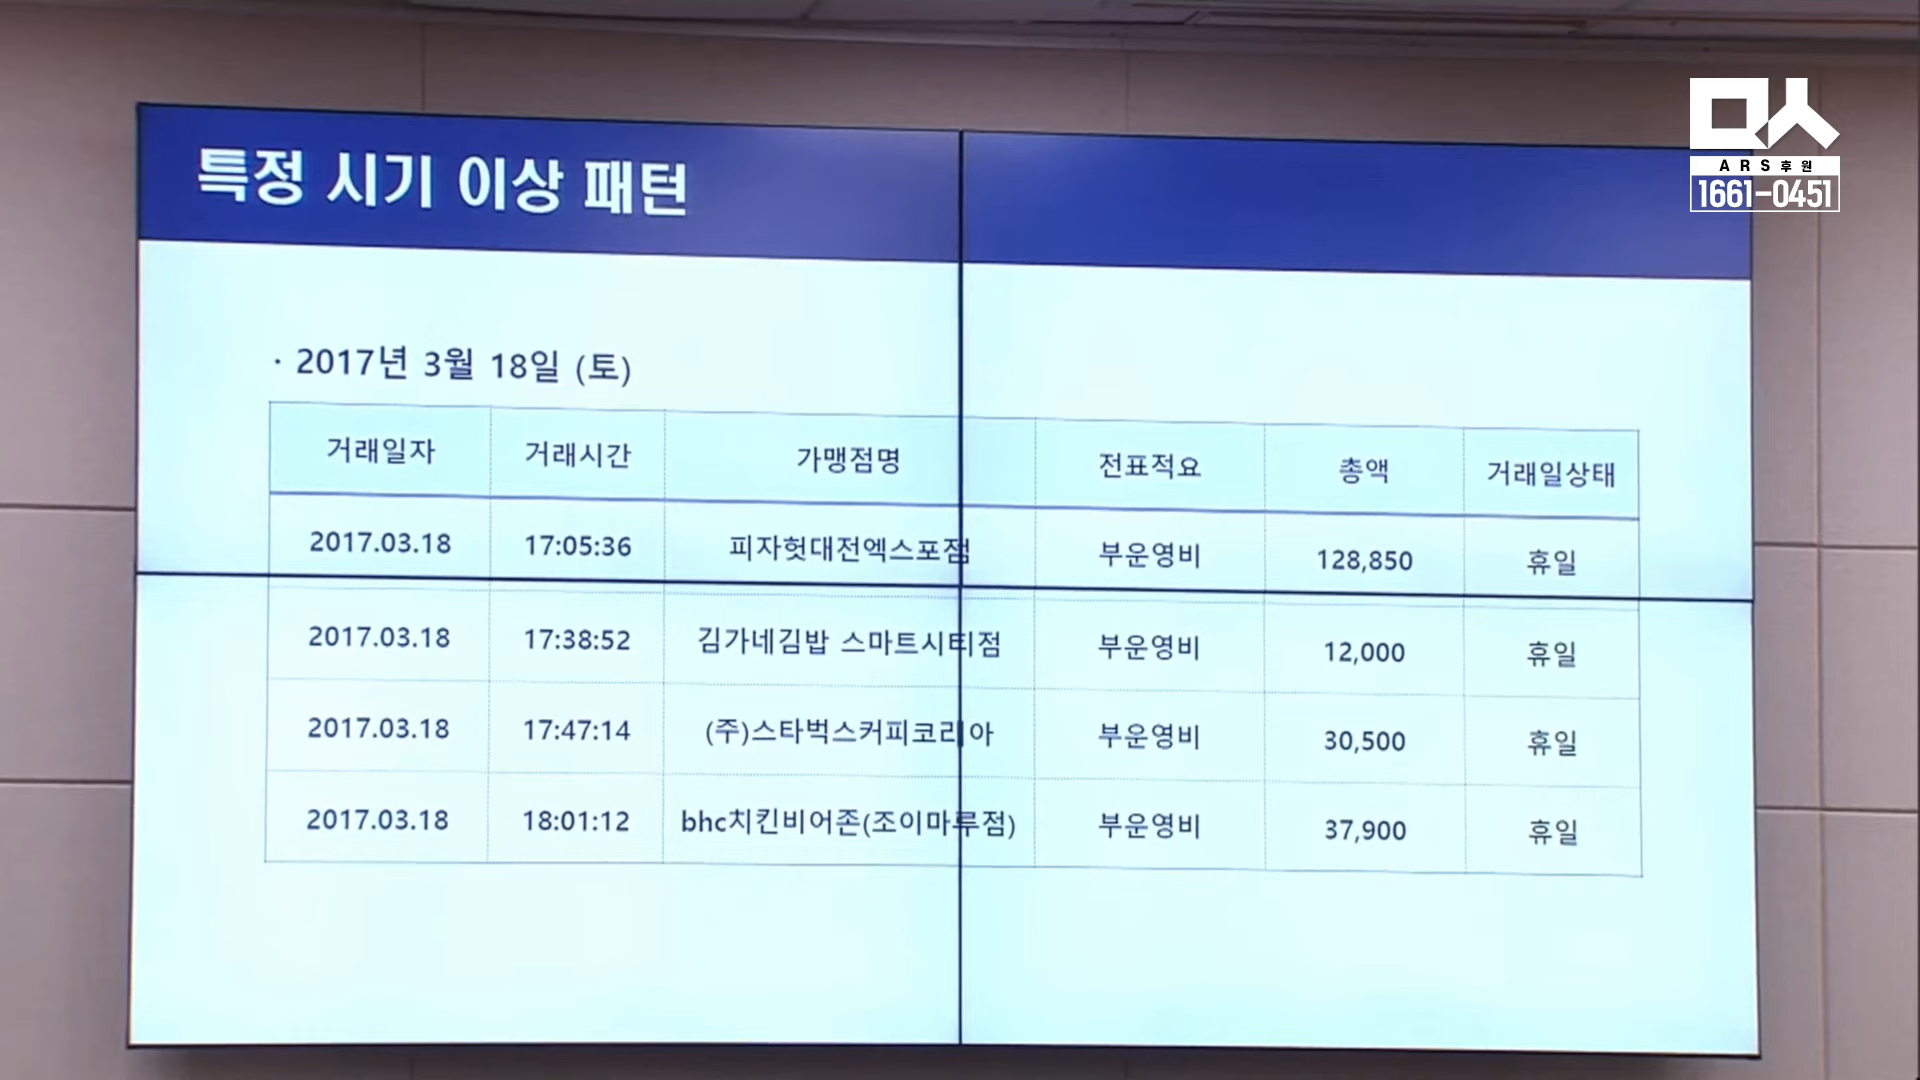 ARS후원
1661-0451
특정 시기 이상 패턴
· 2017년 3월 18일 (토)
거래일자 거래시간 가맹점명 전표적요 총액 거래일상태
2017.03.18 17:05:36 피자헛대전엑스포점 부운영비 128,850 휴일
2017.03.18 17:38:52 김가네김밥 스마트시티점 부운영비 12,000 휴일
2017.03.18 17:47:14 (주)스타벅스커피코리아 부운영비 30,500 휴일
2017.03.18 18:01:12 bhc치킨비어존(조이마루점) 부운영비 37,900 휴일